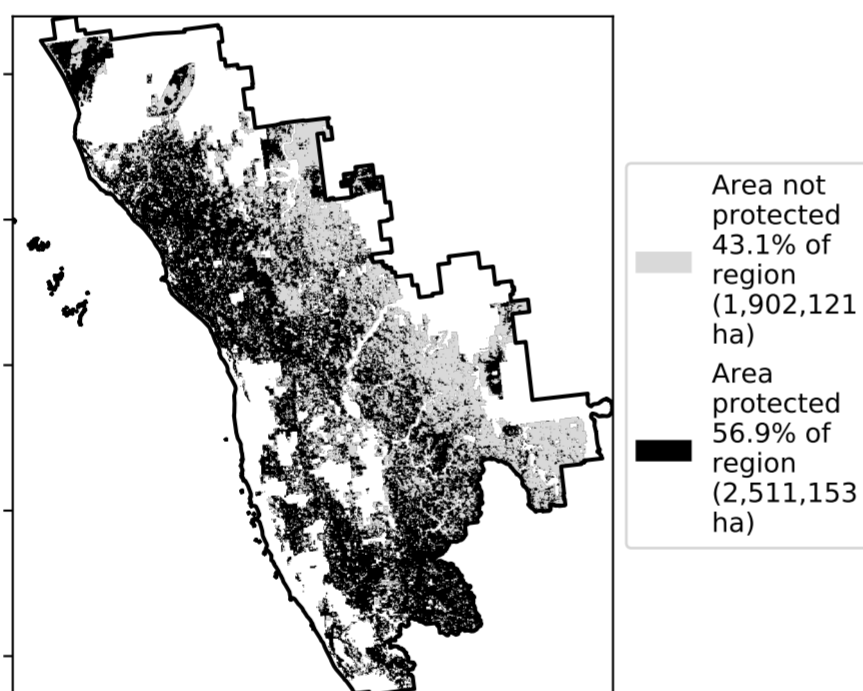 Area not
protected
43.1% of
region
(1,902,121
ha)
Area
protected
56.9% of
region
(2,511,153
ha)